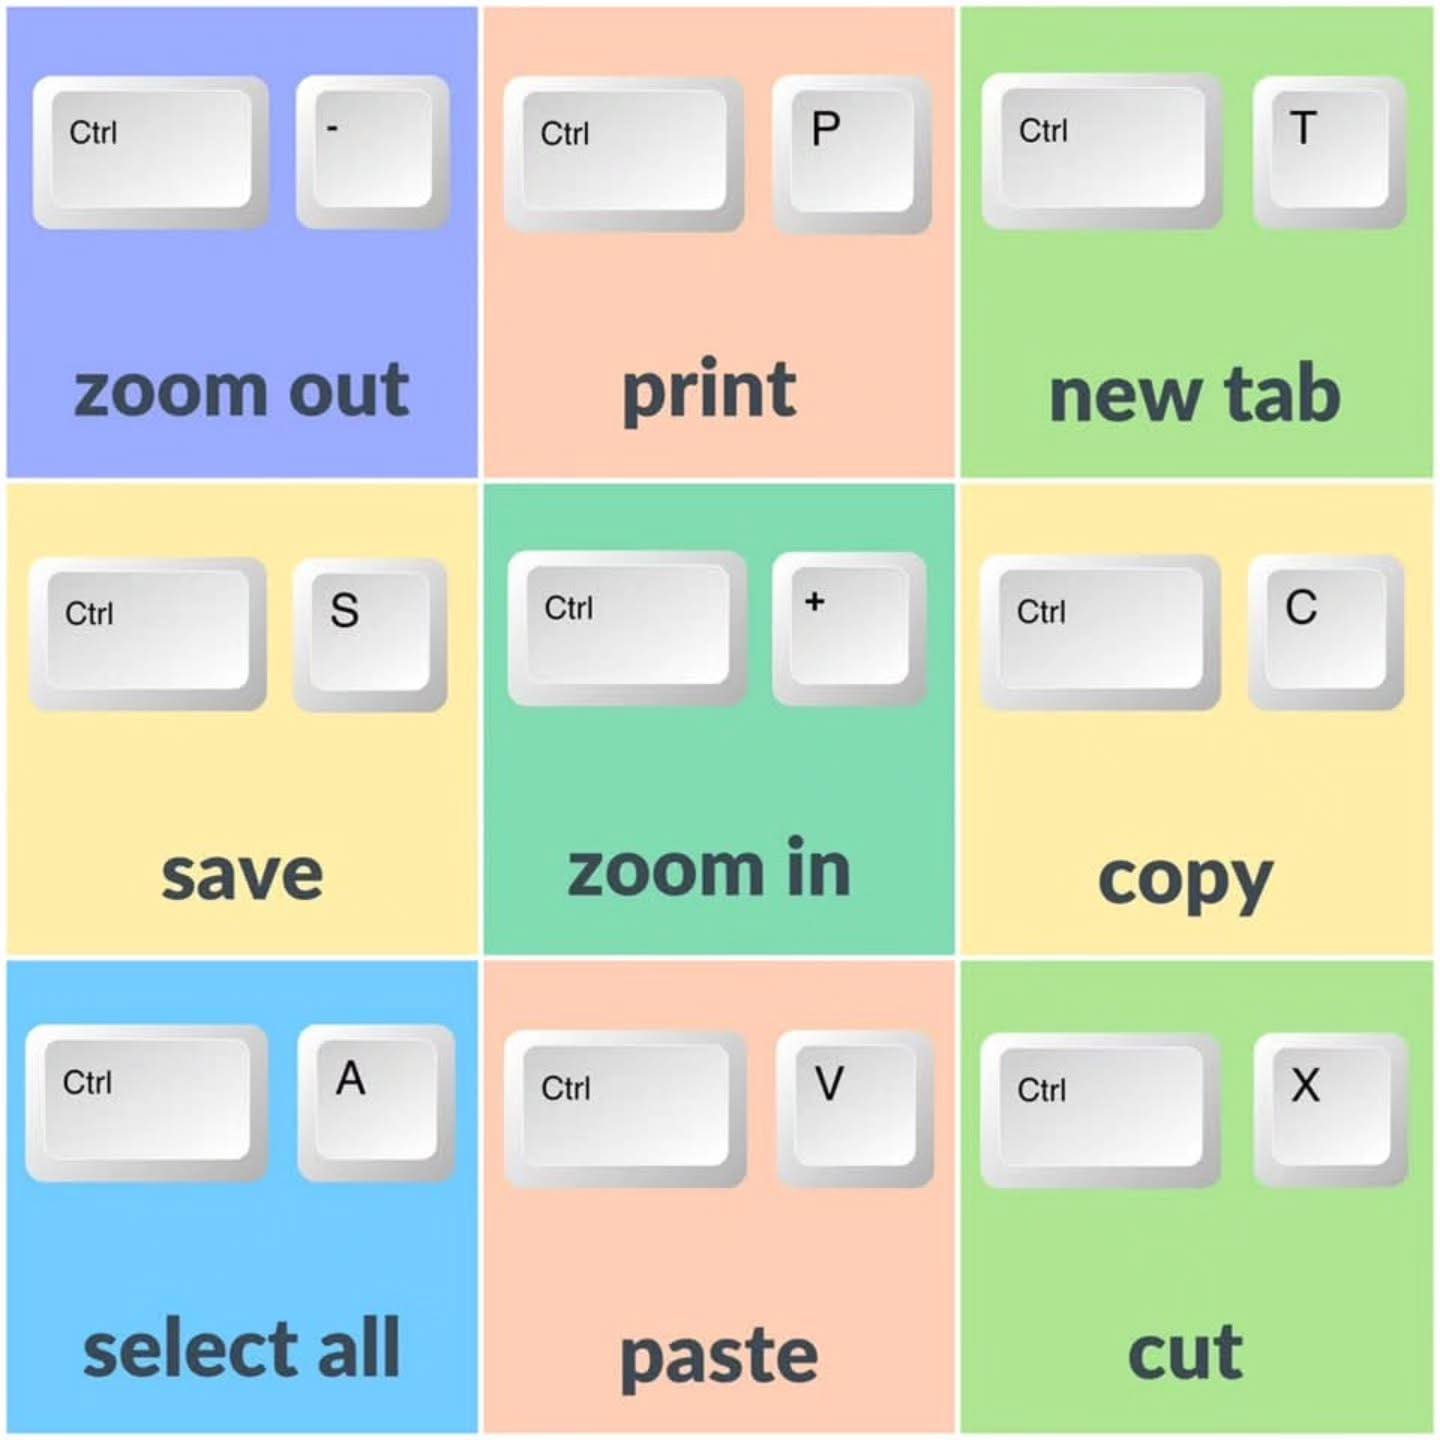 Ctrl -
zoom out
Ctrl P
print
Ctrl T
new tab
Ctrl S
save
Ctrl +
zoom in
Ctrl C
copy
Ctrl A
select all
Ctrl V
paste
Ctrl X
cut